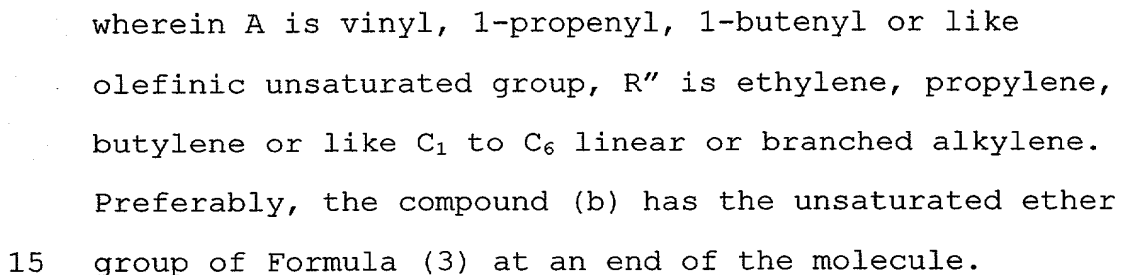 wherein A is vinyl, 1-propenyl, 1-butenyl or like
olefinic unsaturated group, R″ is ethylene, propylene,
butylene or like C₁ to C₆ linear or branched alkylene.
Preferably, the compound (b) has the unsaturated ether
15 group of Formula (3) at an end of the molecule.